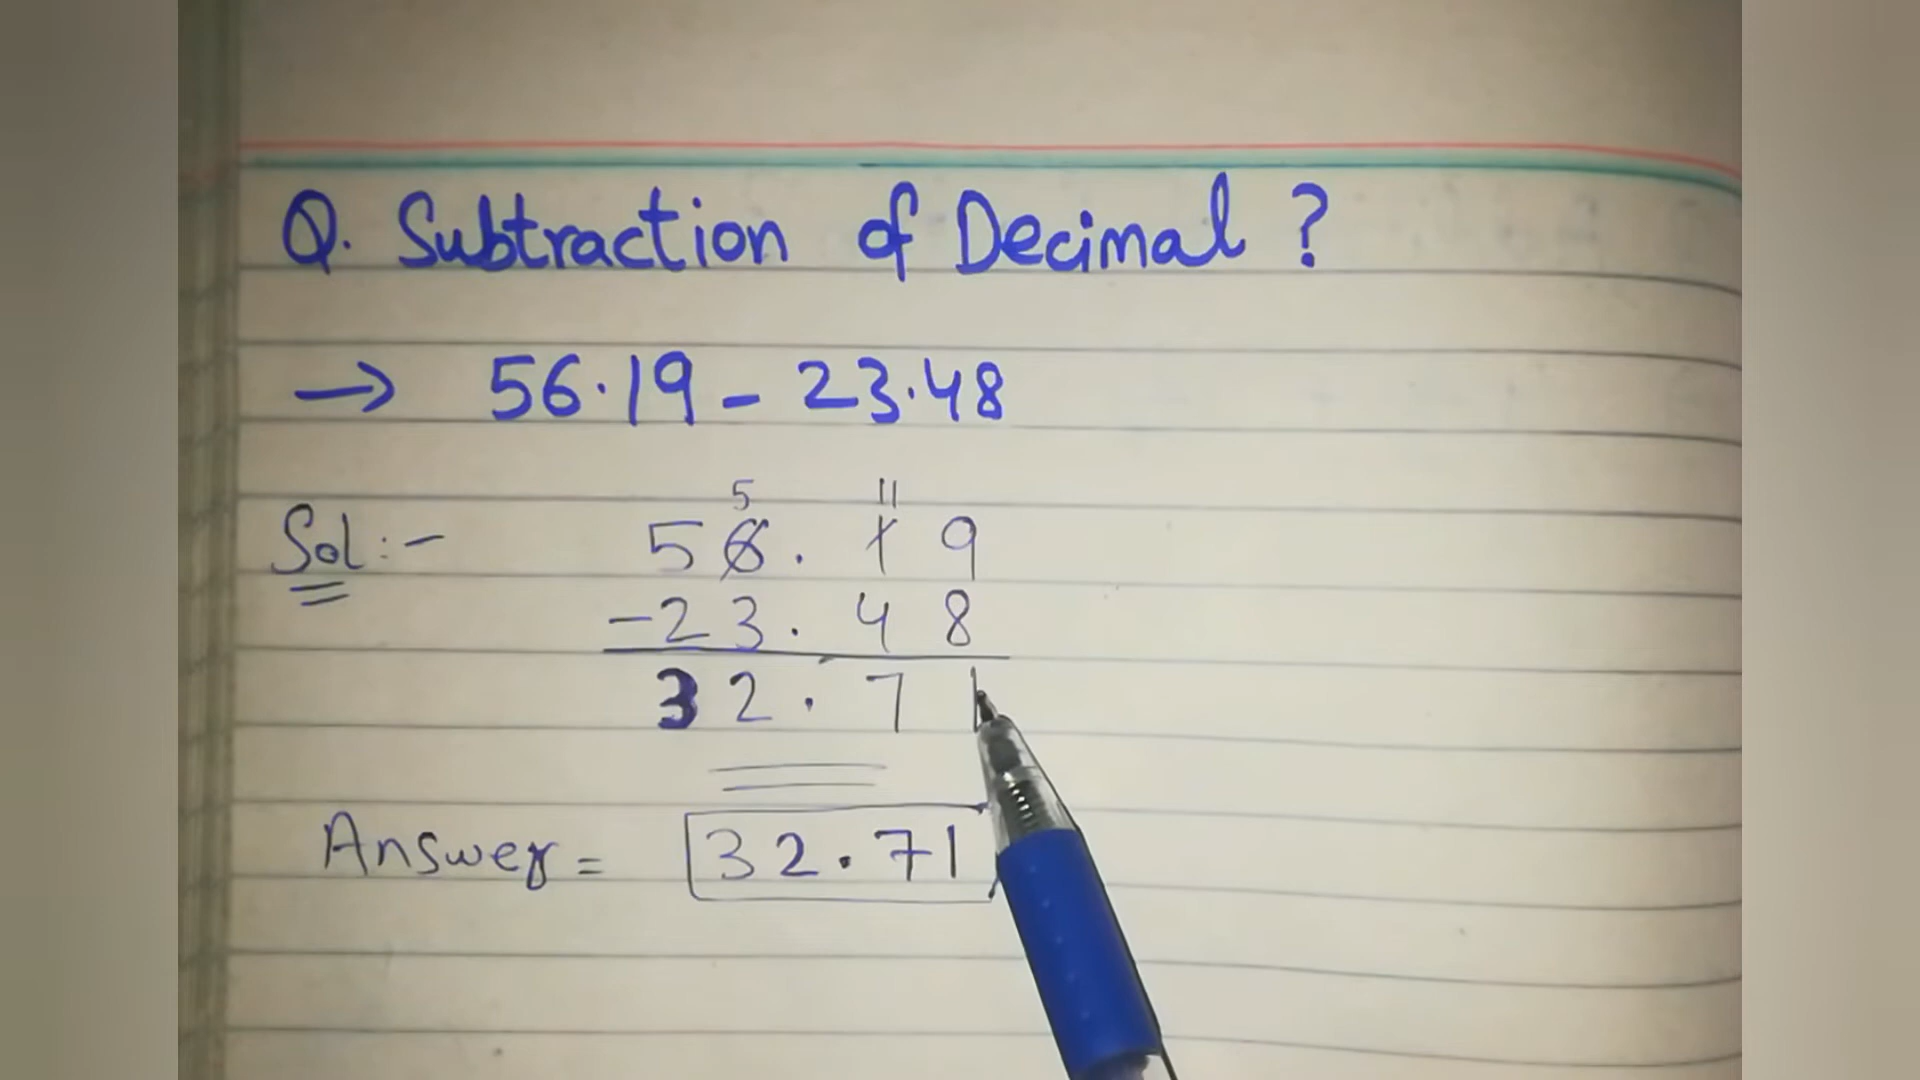 Q. Subtraction of Decimal ?
→ 56.19 - 23.48
5 11
Sol:- 56.19
-23.48
32.71
Answer = 32.71